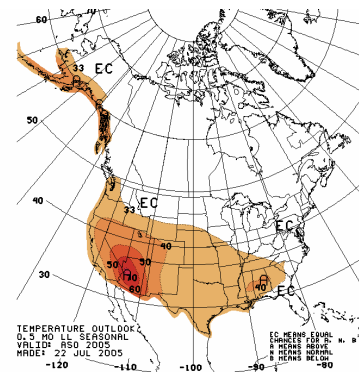 60
EC
33
A
50
EC
33
40
EC
40
50
50
A
70
60
A
40
EC
30
TEMPERATURE OUTLOOK
0.5 MO LL SEASONAL
VALID: ASO 2005
MADE: 22 JUL 2005
EC MEANS EQUAL
CHANCES FOR A, N, B
A MEANS ABOVE
N MEANS NORMAL
B MEANS BELOW
-120
-110
-100
-90
-80